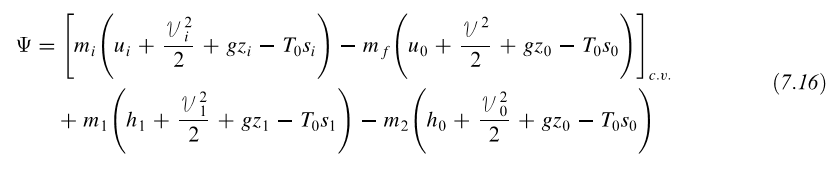 Ψ = [m_i(u_i + 𝒱_i^2/2 + gz_i − T_0s_i) − m_f(u_0 + 𝒱^2/2 + gz_0 − T_0s_0)]_c.v.
+ m_1(h_1 + 𝒱_1^2/2 + gz_1 − T_0s_1) − m_2(h_0 + 𝒱_0^2/2 + gz_0 − T_0s_0)
(7.16)